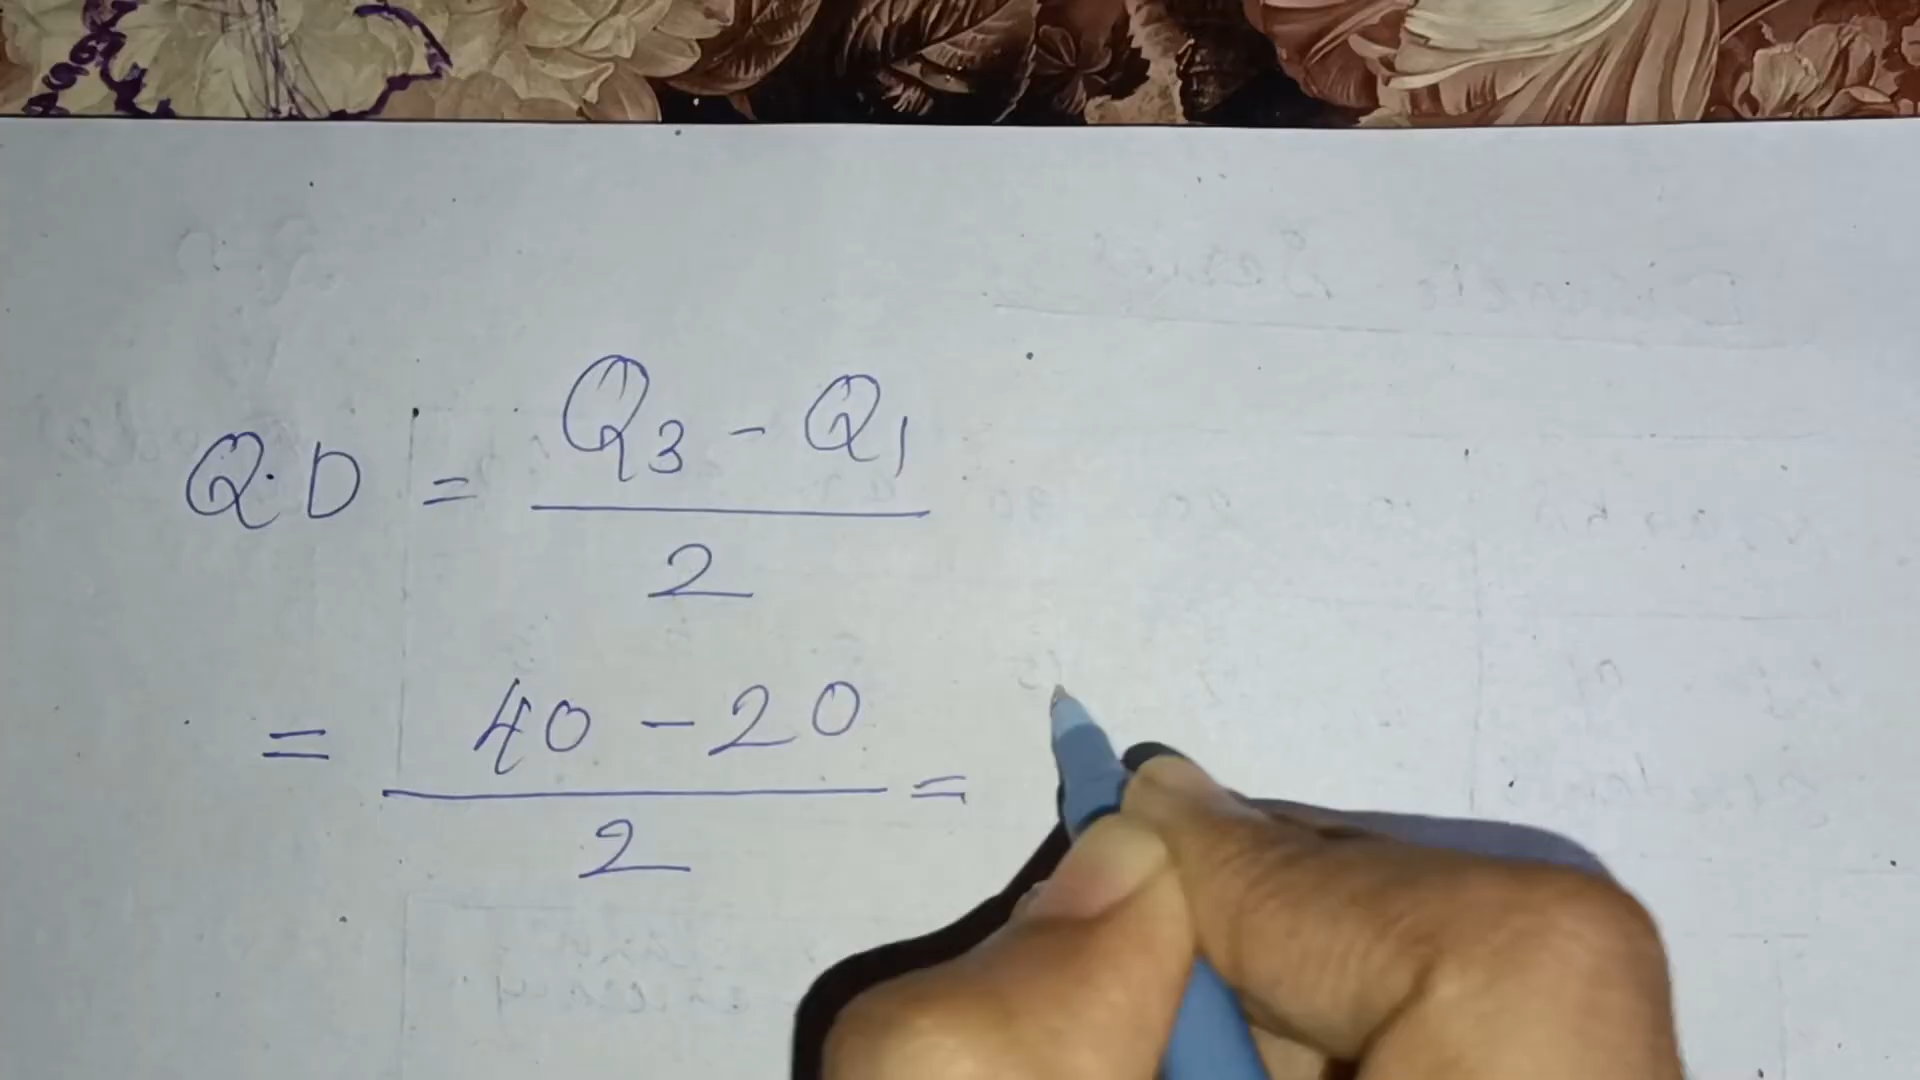 Q.D = Q3 - Q1
2
= 40 - 20 =
2